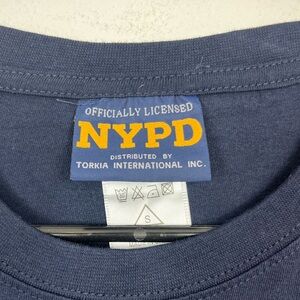 OFFICIALLY LICENSED
NYPD
DISTRIBUTED BY
TORKIA INTERNATIONAL INC.
S